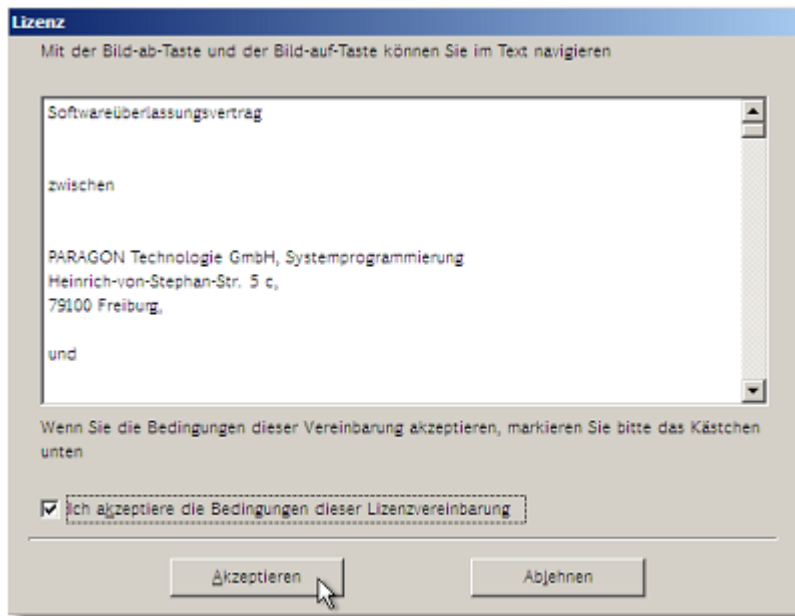 Lizenz
Mit der Bild-ab-Taste und der Bild-auf-Taste können Sie im Text navigieren
Softwareüberlassungsvertrag
zwischen
PARAGON Technologie GmbH, Systemprogrammierung
Heinrich-von-Stephan-Str. 5 c,
79100 Freiburg,
und
Wenn Sie die Bedingungen dieser Vereinbarung akzeptieren, markieren Sie bitte das Kästchen
unten
Ich akzeptiere die Bedingungen dieser Lizenzvereinbarung
Akzeptieren
Ablehnen